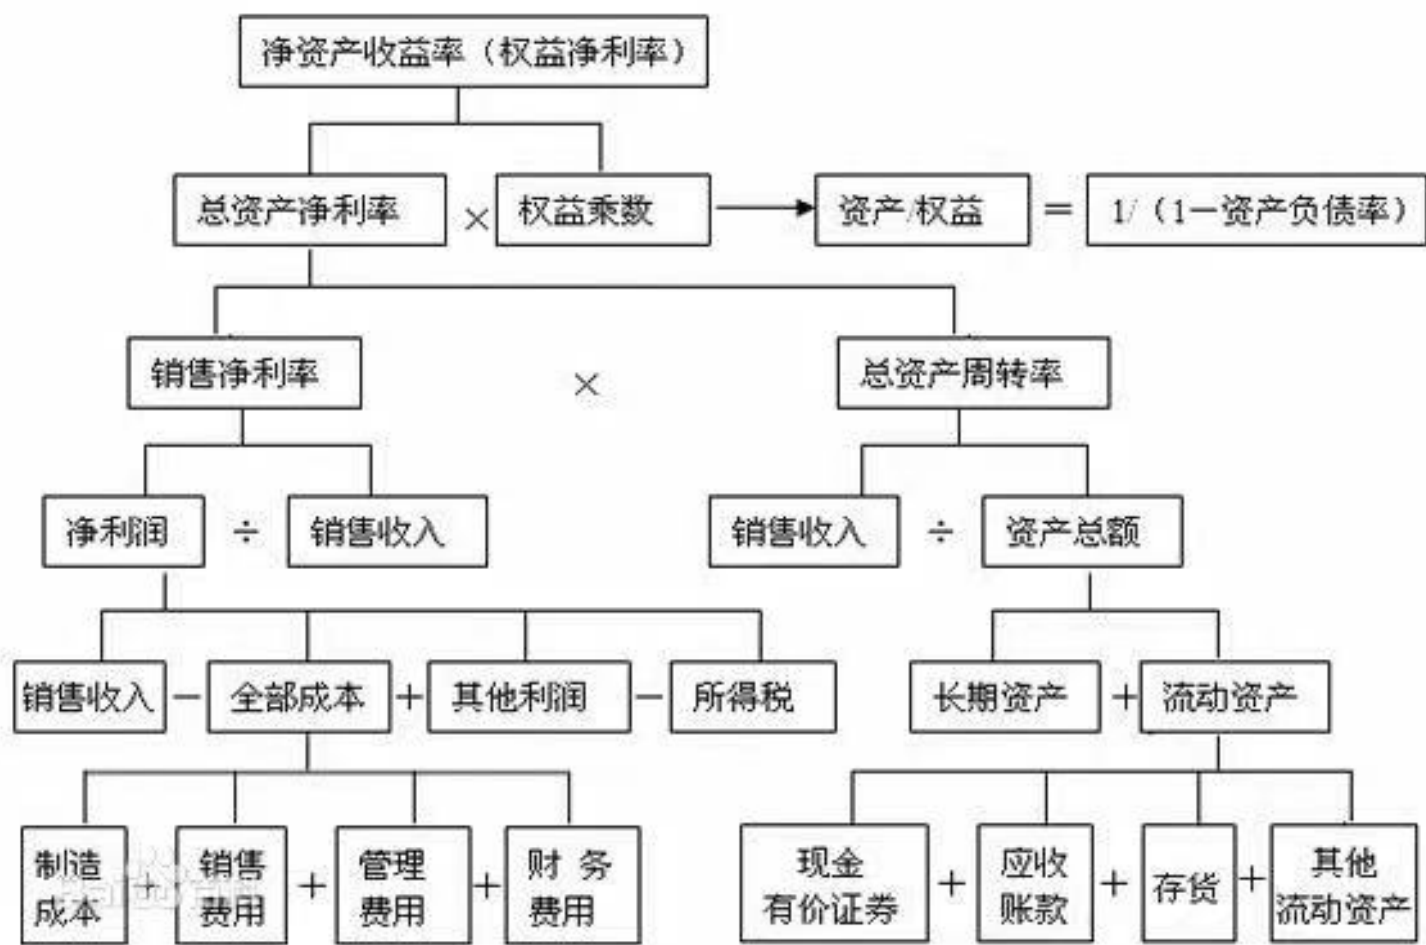 净资产收益率（权益净利率）
总资产净利率 × 权益乘数 资产/权益 = 1/（1—资产负债率）
销售净利率 × 总资产周转率
净利润 ÷ 销售收入 销售收入 ÷ 资产总额
销售收入 － 全部成本 + 其他利润 － 所得税 长期资产 + 流动资产
制造成本 + 销售费用 + 管理费用 + 财务费用 现金有价证券 + 应收账款 + 存货 + 其他流动资产